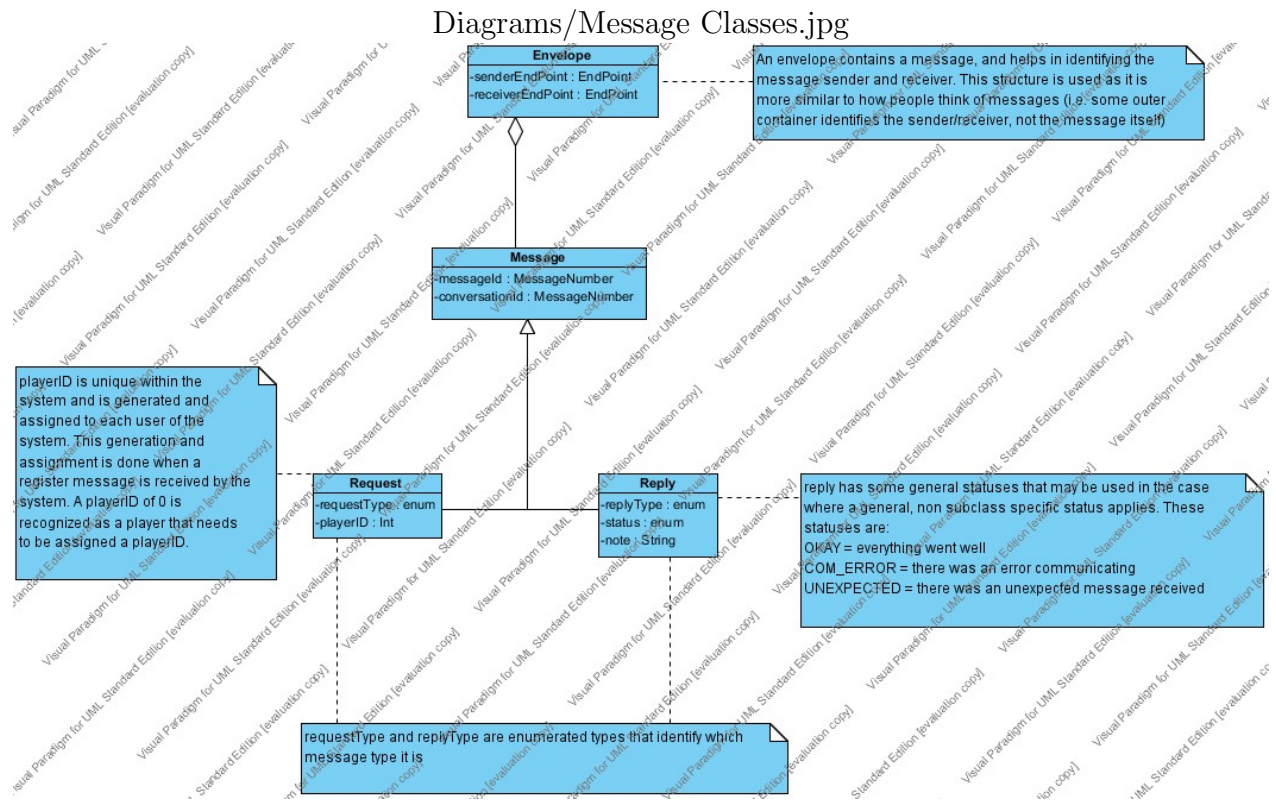 Diagrams/Message Classes.jpg
Envelope
-senderEndPoint : EndPoint
-receiverEndPoint : EndPoint
An envelope contains a message, and helps in identifying the
message sender and receiver. This structure is used as it is
more similar to how people think of messages (i.e. some outer
container identifies the sender/receiver, not the message itself)
Message
-messageId : MessageNumber
-conversationId : MessageNumber
playerID is unique within the
system and is generated and
assigned to each user of the
system. This generation and
assignment is done when a
register message is received by the
system. A playerID of 0 is
recognized as a player that needs
to be assigned a playerID.
Request
-requestType : enum
-playerID : Int
Reply
-replyType : enum
-status : enum
-note : String
reply has some general statuses that may be used in the case
where a general, non subclass specific status applies. These
statuses are:
OKAY = everything went well
COM_ERROR = there was an error communicating
UNEXPECTED = there was an unexpected message received
requestType and replyType are enumerated types that identify which
message type it is
Visual Paradigm for UML Standard Edition [evaluation copy]